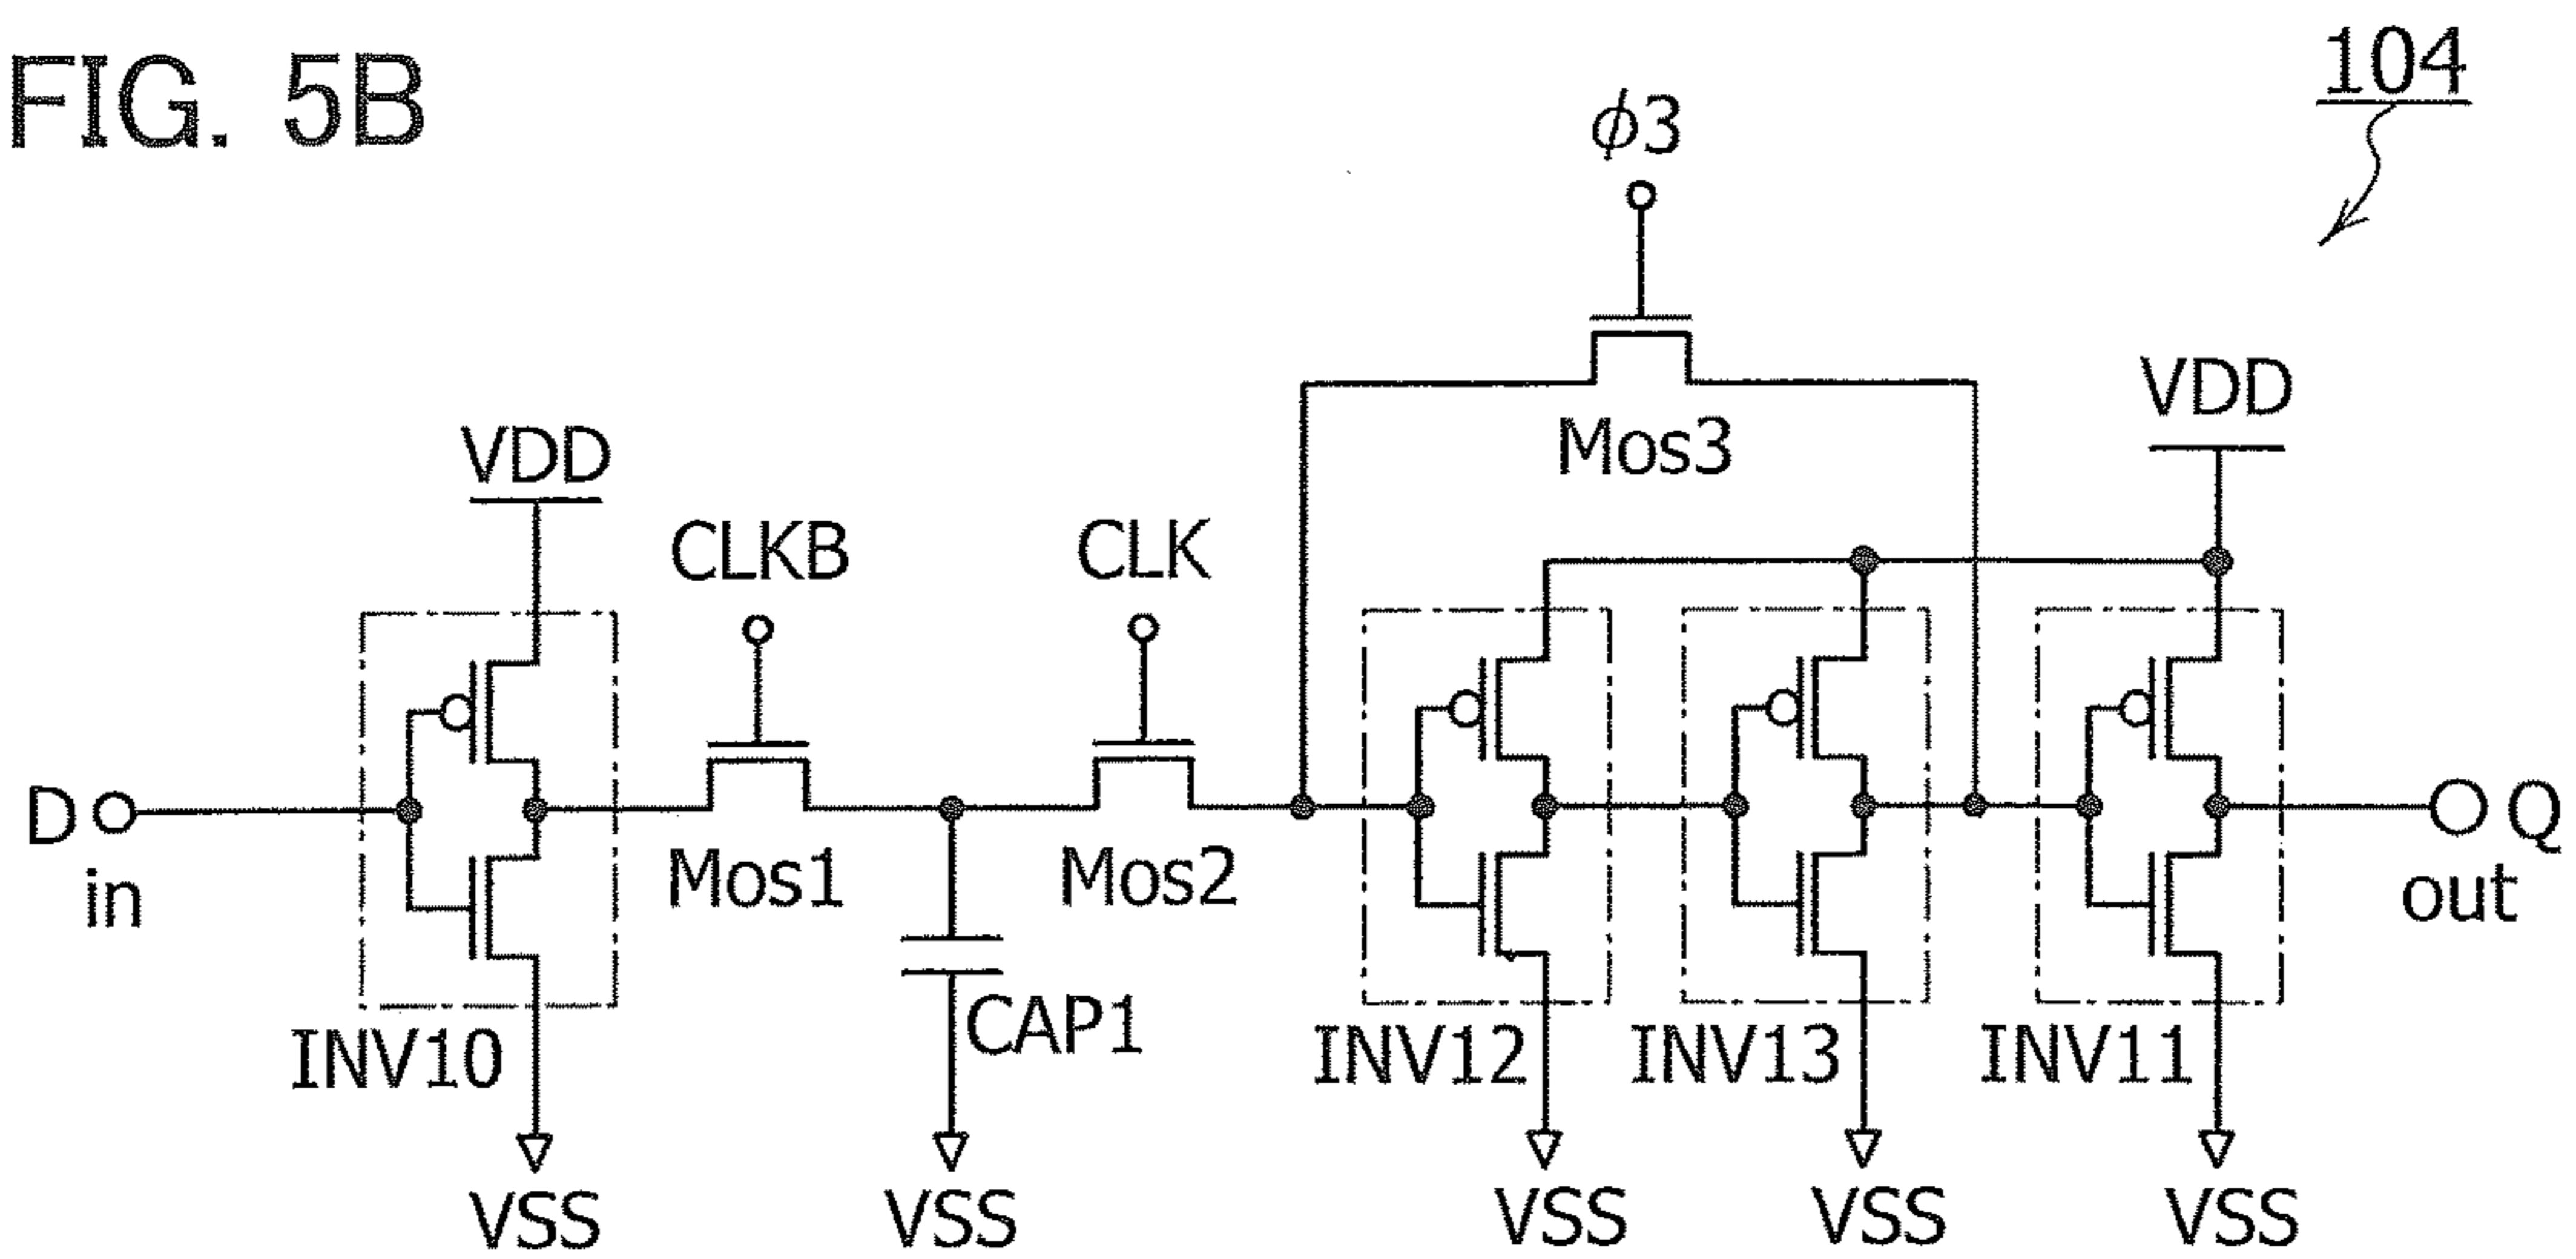 FIG. 5B
104
ϕ3
VDD
Mos3
VDD
CLKB
CLK
D
in
Mos1
Mos2
Q
out
CAP1
INV10
INV12
INV13
INV11
VSS
VSS
VSS
VSS
VSS